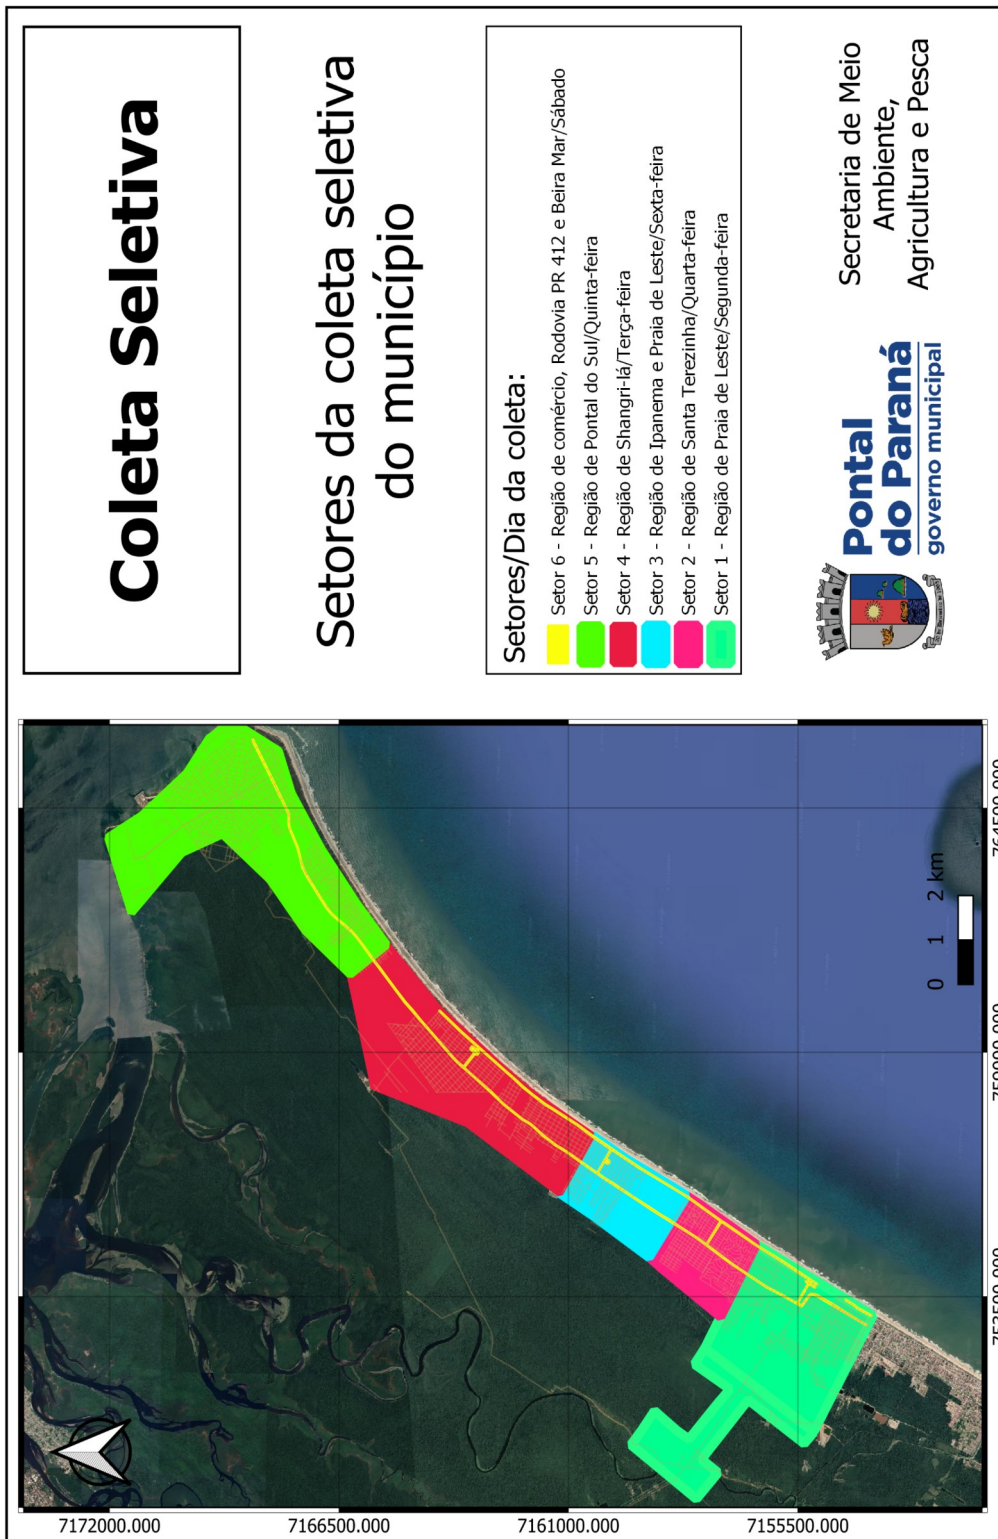 Coleta Seletiva
Setores da coleta seletiva
do município
Setores/Dia da coleta:
Setor 6 - Região de comércio, Rodovia PR 412 e Beira Mar/Sábado
Setor 5 - Região de Pontal do Sul/Quinta-feira
Setor 4 - Região de Shangri-lá/Terça-feira
Setor 3 - Região de Ipanema e Praia de Leste/Sexta-feira
Setor 2 - Região de Santa Terezinha/Quarta-feira
Setor 1 - Região de Praia de Leste/Segunda-feira
Pontal
do Paraná
governo municipal
Secretaria de Meio
Ambiente,
Agricultura e Pesca
0 1 2 km
7172000.000
7166500.000
7161000.000
7155500.000